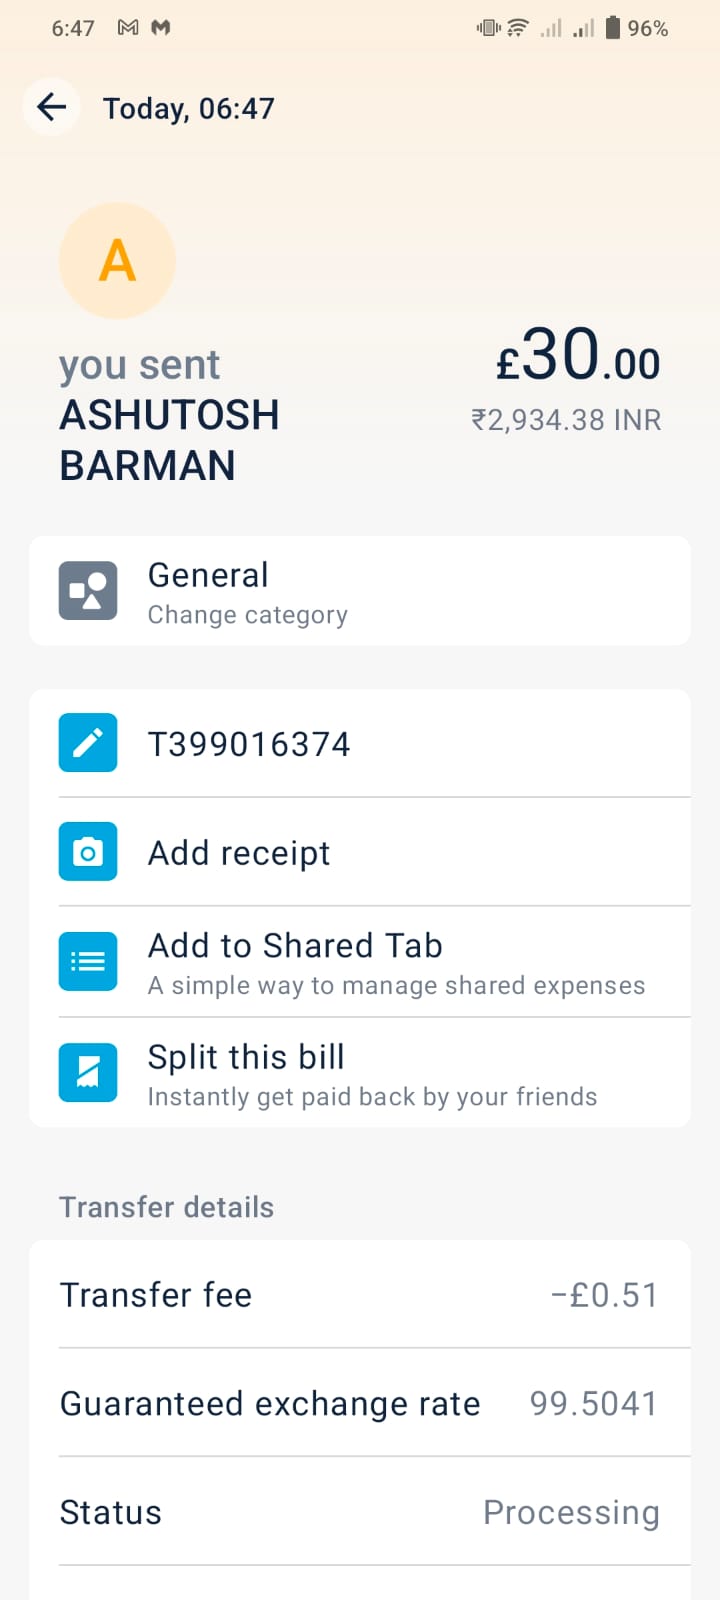 6:47
96%
Today, 06:47
A
you sent
ASHUTOSH
BARMAN
£30.00
₹2,934.38 INR
General
Change category
T399016374
Add receipt
Add to Shared Tab
A simple way to manage shared expenses
Split this bill
Instantly get paid back by your friends
Transfer details
Transfer fee −£0.51
Guaranteed exchange rate 99.5041
Status Processing